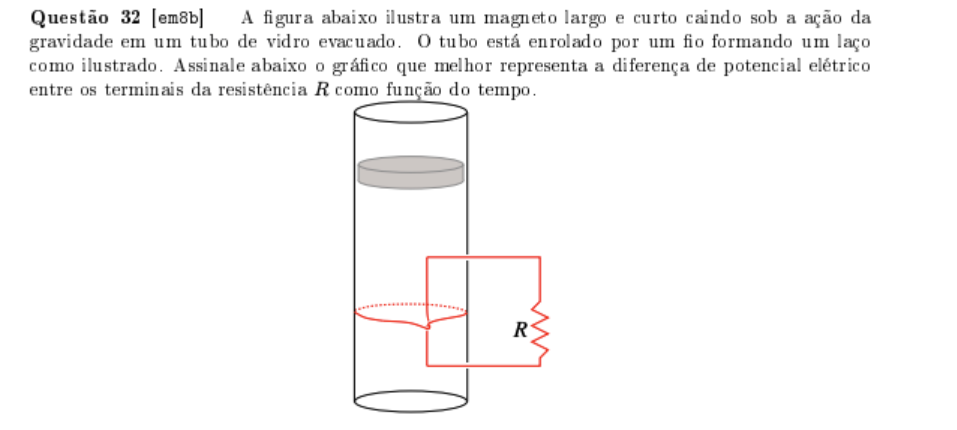 Questão 32 [em8b] A figura abaixo ilustra um magneto largo e curto caindo sob a ação da
gravidade em um tubo de vidro evacuado. O tubo está enrolado por um fio formando um laço
como ilustrado. Assinale abaixo o gráfico que melhor representa a diferença de potencial elétrico
entre os terminais da resistência R como função do tempo.
R